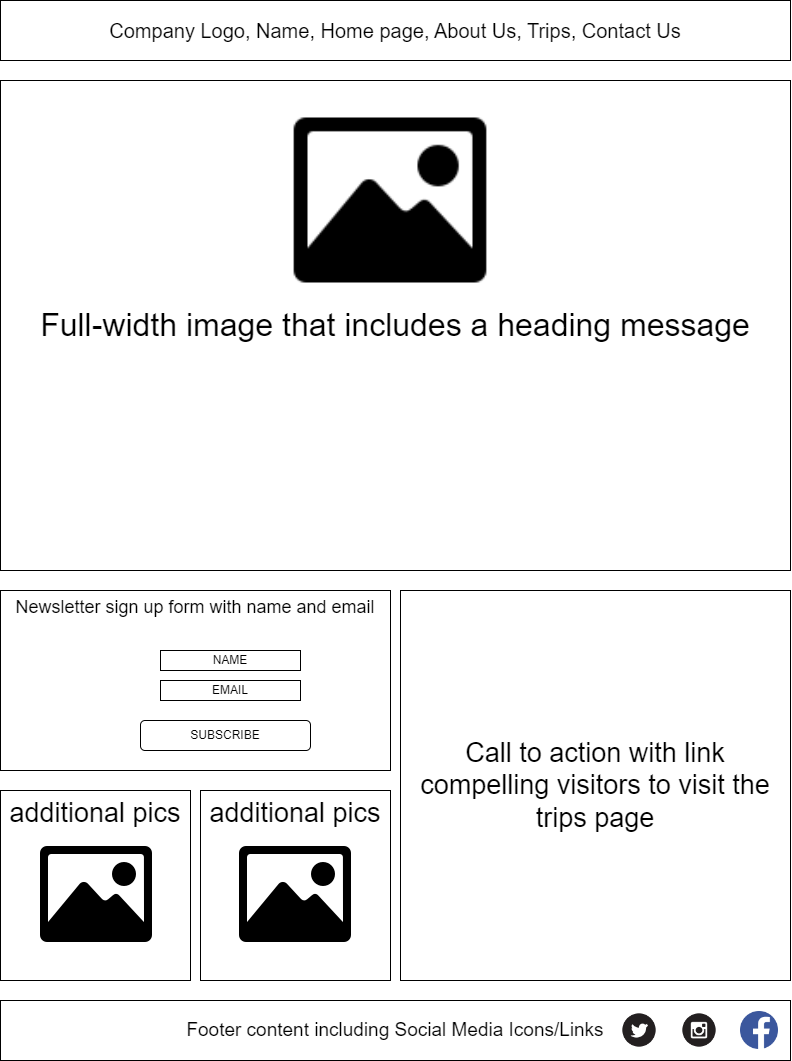 Company Logo, Name, Home page, About Us, Trips, Contact Us
Full-width image that includes a heading message
Newsletter sign up form with name and email
NAME
EMAIL
SUBSCRIBE
additional pics
additional pics
Call to action with link
compelling visitors to visit the
trips page
Footer content including Social Media Icons/Links